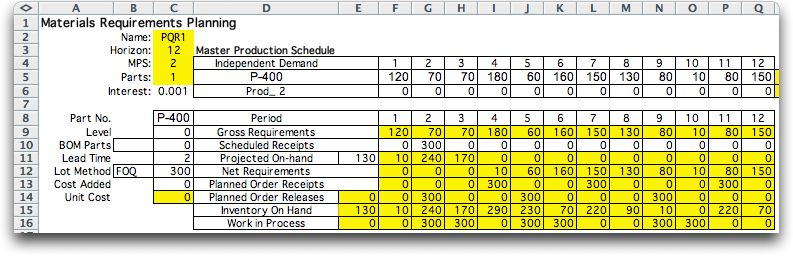 A B C D E F G H I J K L M N O P Q
1 Materials Requirements Planning
2 Name: PQR1
3 Horizon: 12 Master Production Schedule
4 MPS: 2 Independent Demand 1 2 3 4 5 6 7 8 9 10 11 12
5 Parts: 1 P-400 120 70 70 180 60 160 150 130 80 10 80 150
6 Interest: 0.001 Prod_ 2 0 0 0 0 0 0 0 0 0 0 0 0
7
8 Part No. P-400 Period 1 2 3 4 5 6 7 8 9 10 11 12
9 Level 0 Gross Requirements 120 70 70 180 60 160 150 130 80 10 80 150
10 BOM Parts 0 Scheduled Receipts 0 300 0 0 0 0 0 0 0 0 0 0
11 Lead Time 2 Projected On-hand 130 10 240 170 0 0 0 0 0 0 0 0 0
12 Lot Method FOQ 300 Net Requirements 0 0 0 10 60 160 150 130 80 10 80 150
13 Cost Added 0 Planned Order Receipts 0 0 0 300 0 0 300 0 0 0 300 0
14 Unit Cost 0 Planned Order Releases 0 0 300 0 0 300 0 0 0 300 0 0 0
15 Inventory On Hand 130 10 240 170 290 230 70 220 90 10 0 220 70
16 Work in Process 0 0 300 300 0 300 300 0 0 300 300 0 0